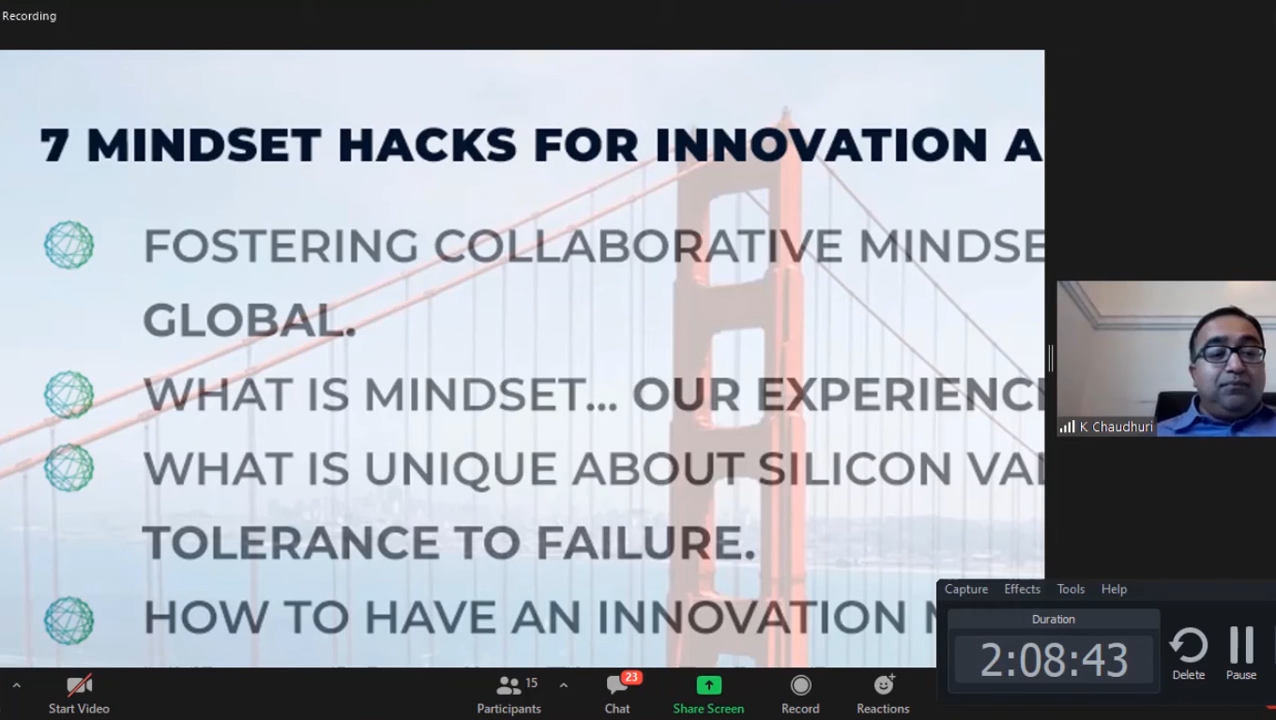 Recording
7 MINDSET HACKS FOR INNOVATION A
FOSTERING COLLABORATIVE MINDSE
GLOBAL.
WHAT IS MINDSET... OUR EXPERIENC
WHAT IS UNIQUE ABOUT SILICON VAL
TOLERANCE TO FAILURE.
HOW TO HAVE AN INNOVATION M
K Chaudhuri
Capture Effects Tools Help
Duration
2:08:43
Delete Pause
Start Video
15
Participants
23
Chat
Share Screen
Record
Reactions